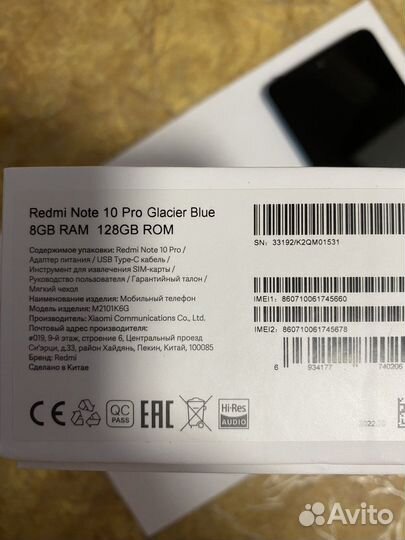 Redmi Note 10 Pro Glacier Blue
8GB RAM 128GB ROM
Содержимое упаковки: Redmi Note 10 Pro /
Адаптер питания / USB Type-C кабель /
Инструмент для извлечения SIM-карты /
Руководство пользователя / Гарантийный талон /
Мягкий чехол
Наименование изделия: Мобильный телефон
Модель изделия: M2101K6G
Производитель: Xiaomi Communications Co., Ltd.
Почтовый адрес производителя:
#019, 9-й этаж, строение 6, Центральный проезд
Си'эрци, д.33, район Хайдянь, Пекин, Китай, 100085
Бренд: Redmi
Сделано в Китае
SN: 33192/K2QM01531
IMEI1: 860710061745660
IMEI2: 860710061745678
6 934177 740206
CE
QC
PASS
EAC
Hi-Res
AUDIO
Avito